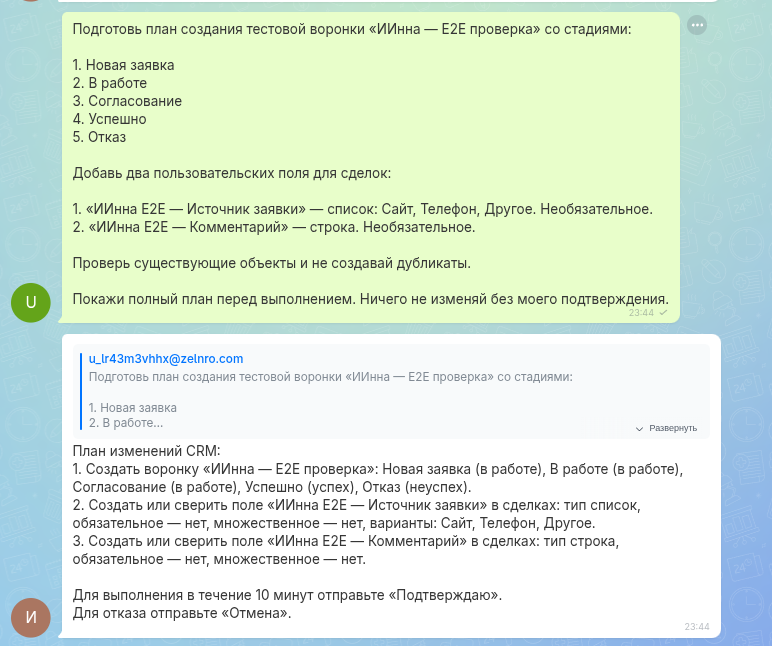 Подготовь план создания тестовой воронки «ИИнна — E2E проверка» со стадиями:
1. Новая заявка
2. В работе
3. Согласование
4. Успешно
5. Отказ
Добавь два пользовательских поля для сделок:
1. «ИИнна E2E — Источник заявки» — список: Сайт, Телефон, Другое. Необязательное.
2. «ИИнна E2E — Комментарий» — строка. Необязательное.
Проверь существующие объекты и не создавай дубликаты.
Покажи полный план перед выполнением. Ничего не изменяй без моего подтверждения.
23:44
U
u_lr43m3vhhx@zelnro.com
Подготовь план создания тестовой воронки «ИИнна — E2E проверка» со стадиями:
1. Новая заявка
2. В работе...
Развернуть
План изменений CRM:
1. Создать воронку «ИИнна — E2E проверка»: Новая заявка (в работе), В работе (в работе),
Согласование (в работе), Успешно (успех), Отказ (неуспех).
2. Создать или сверить поле «ИИнна E2E — Источник заявки» в сделках: тип список,
обязательное — нет, множественное — нет, варианты: Сайт, Телефон, Другое.
3. Создать или сверить поле «ИИнна E2E — Комментарий» в сделках: тип строка,
обязательное — нет, множественное — нет.
Для выполнения в течение 10 минут отправьте «Подтверждаю».
Для отказа отправьте «Отмена».
И
23:44